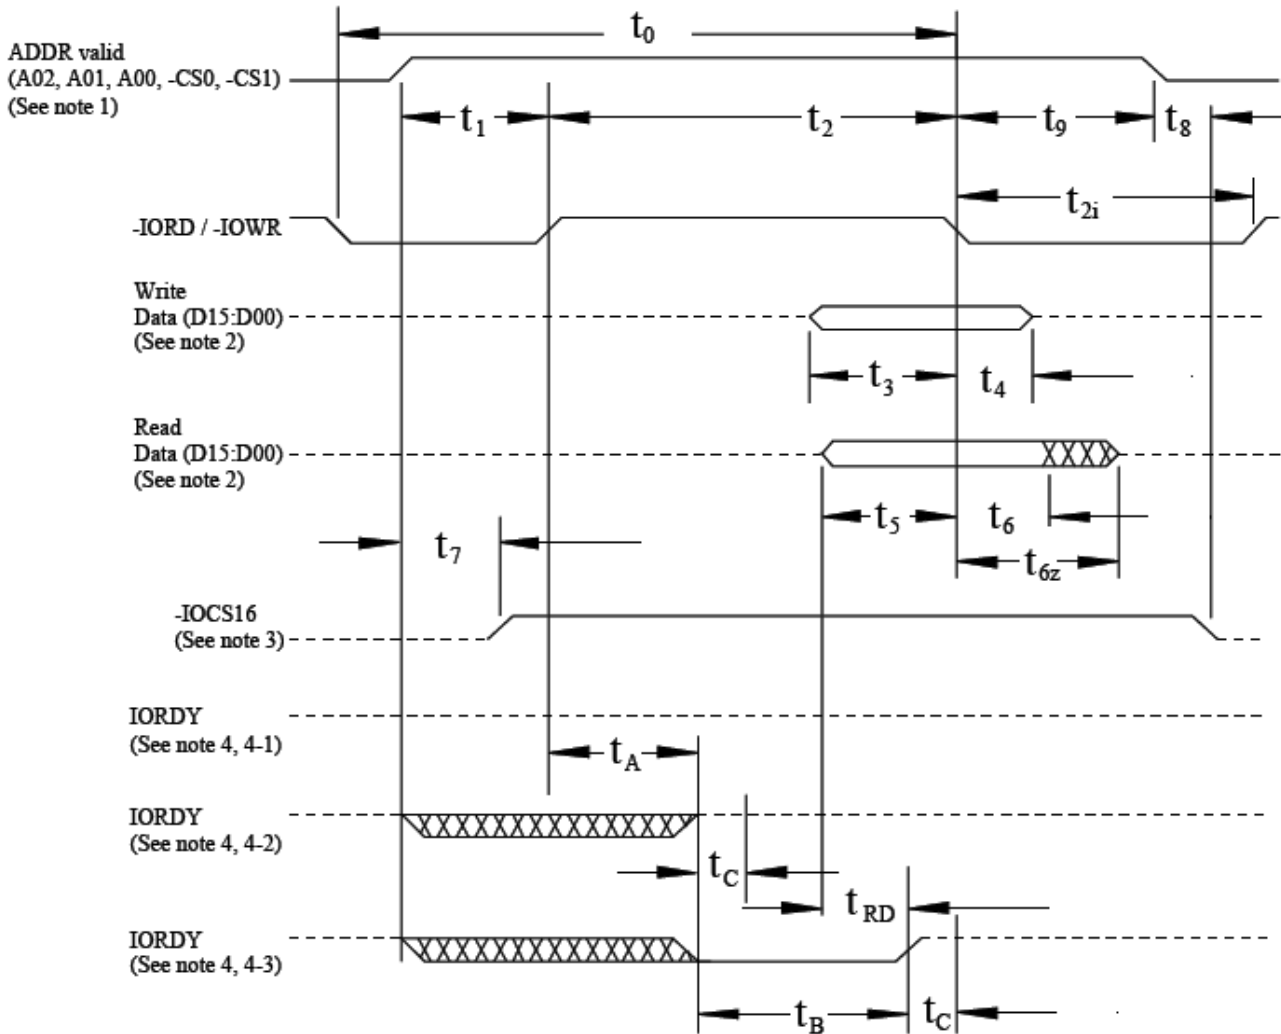 t0
ADDR valid
(A02, A01, A00, -CS0, -CS1)
(See note 1)
t1
t2
t9
t8
t2i
-IORD / -IOWR
Write
Data (D15:D00)
(See note 2)
t3
t4
Read
Data (D15:D00)
(See note 2)
t5
t6
t7
t6z
-IOCS16
(See note 3)
IORDY
(See note 4, 4-1)
tA
IORDY
(See note 4, 4-2)
tC
tRD
IORDY
(See note 4, 4-3)
tB
tC